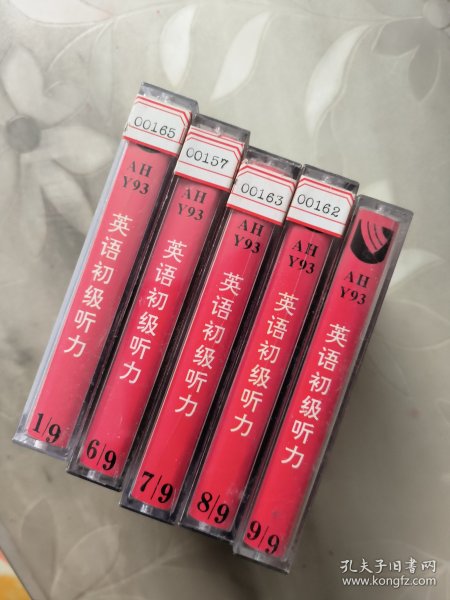 00165
AH
Y93
英语初级听力
1/9
00157
AH
Y93
英语初级听力
6/9
00163
AH
Y93
英语初级听力
7/9
00162
AH
Y93
英语初级听力
8/9
AH
Y93
英语初级听力
9/9
孔夫子旧书网
www.kongfz.com